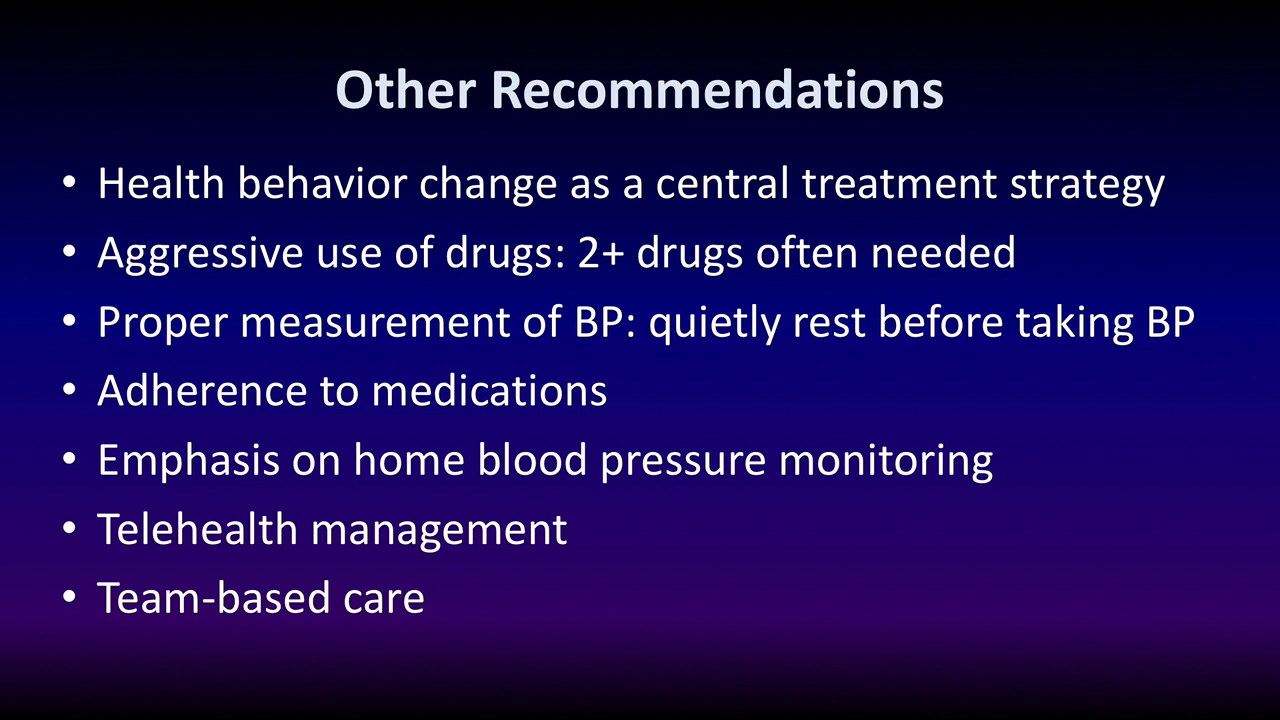 Other Recommendations
• Health behavior change as a central treatment strategy
• Aggressive use of drugs: 2+ drugs often needed
• Proper measurement of BP: quietly rest before taking BP
• Adherence to medications
• Emphasis on home blood pressure monitoring
• Telehealth management
• Team-based care